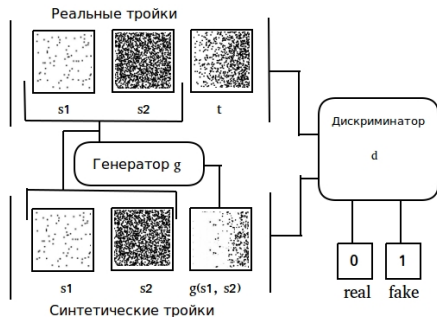 Реальные тройки
s1 s2 t
Генератор g
Дискриминатор
d
s1 s2 g(s1, s2)
Синтетические тройки
0 1
real fake